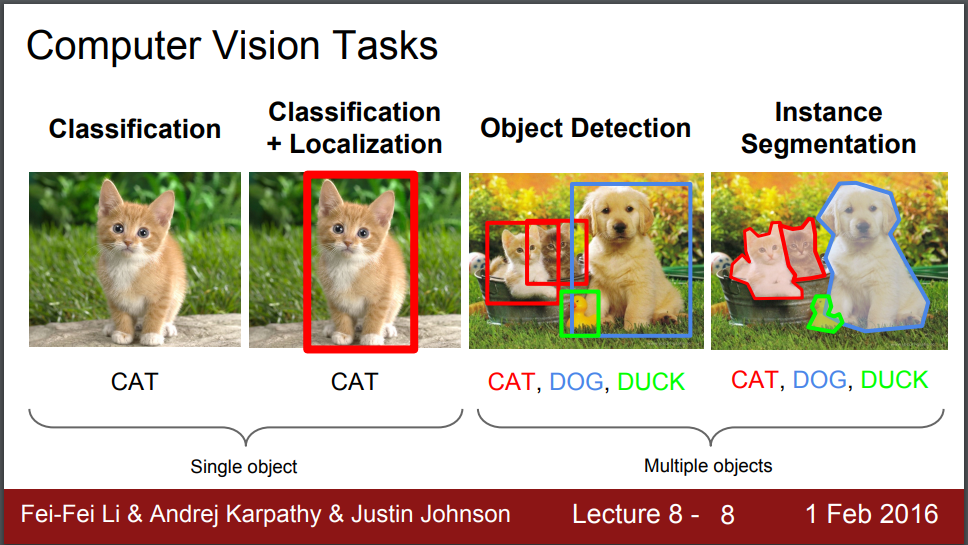 Computer Vision Tasks
Classification
Classification
+ Localization
Object Detection
Instance
Segmentation
CAT
CAT
CAT, DOG, DUCK
CAT, DOG, DUCK
Single object
Multiple objects
Fei-Fei Li & Andrej Karpathy & Justin Johnson
Lecture 8 - 8
1 Feb 2016